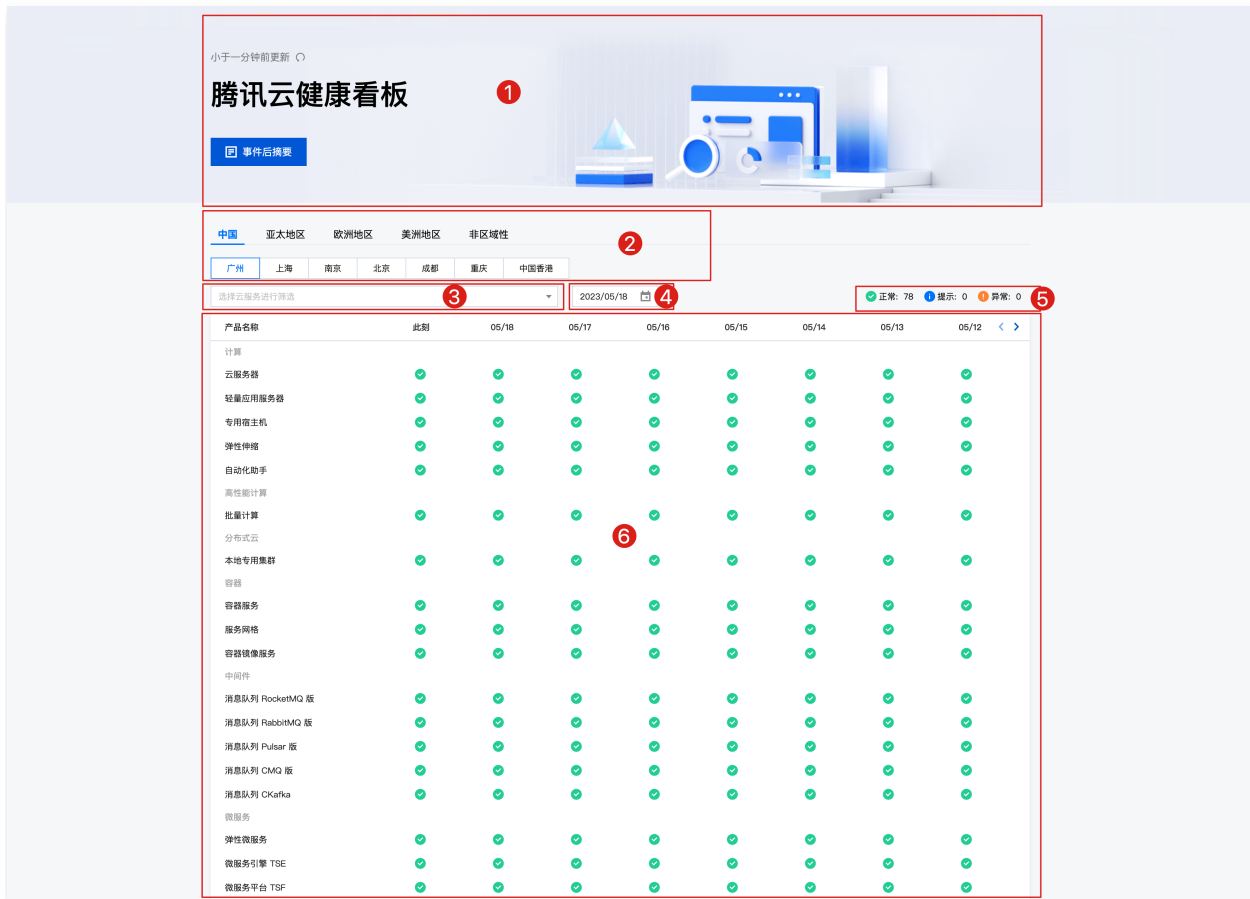 小于一分钟前更新
腾讯云健康看板
1
事件后摘要
中国 亚太地区 欧洲地区 美洲地区 非区域性
2
广州 上海 南京 北京 成都 重庆 中国香港
选择云服务进行筛选 3 2023/05/18 4 正常: 78 提示: 0 异常: 0 5
产品名称 此刻 05/18 05/17 05/16 05/15 05/14 05/13 05/12
计算
云服务器
轻量应用服务器
专用宿主机
弹性伸缩
自动化助手
高性能计算
批量计算
6
分布式云
本地专用集群
容器
容器服务
服务网格
容器镜像服务
中间件
消息队列 RocketMQ 版
消息队列 RabbitMQ 版
消息队列 Pulsar 版
消息队列 CMQ 版
消息队列 CKafka
微服务
弹性微服务
微服务引擎 TSE
微服务平台 TSF